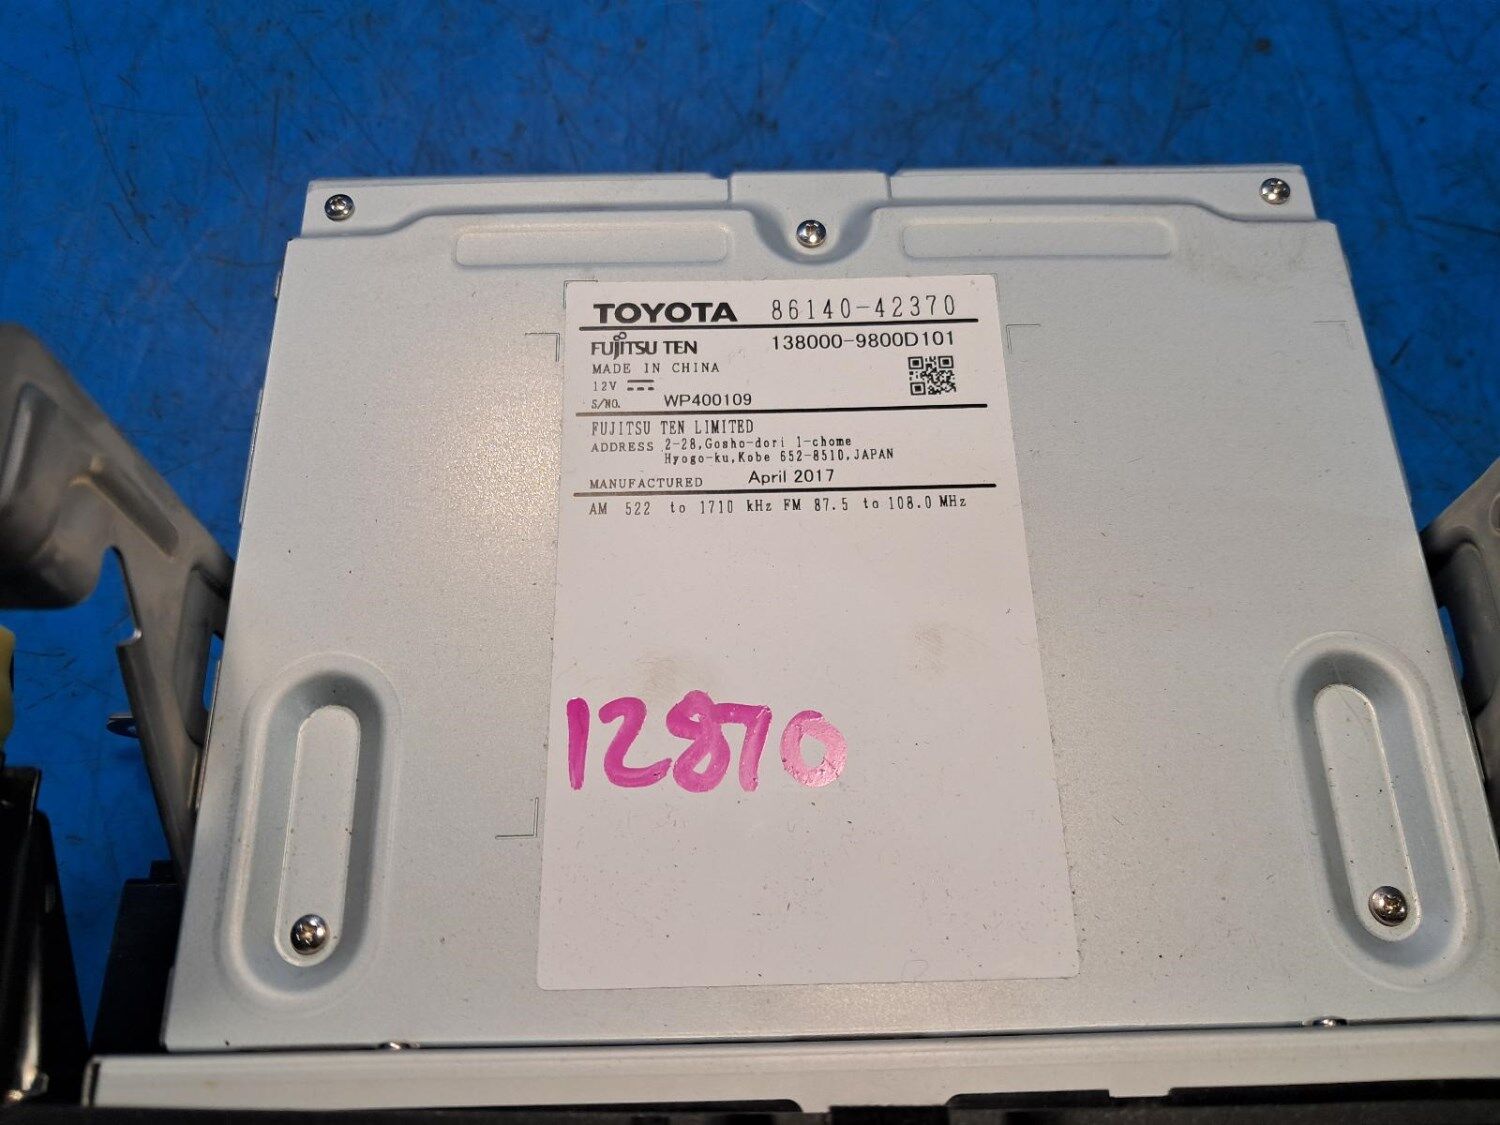 TOYOTA 86140-42370
FUJITSU TEN 138000-9800D101
MADE IN CHINA
12V
S/NO. WP400109
FUJITSU TEN LIMITED
ADDRESS 2-28,Gosho-dori 1-chome
Hyogo-ku,Kobe 652-8510,JAPAN
MANUFACTURED April 2017
AM 522 to 1710 kHz FM 87.5 to 108.0 MHz
12870